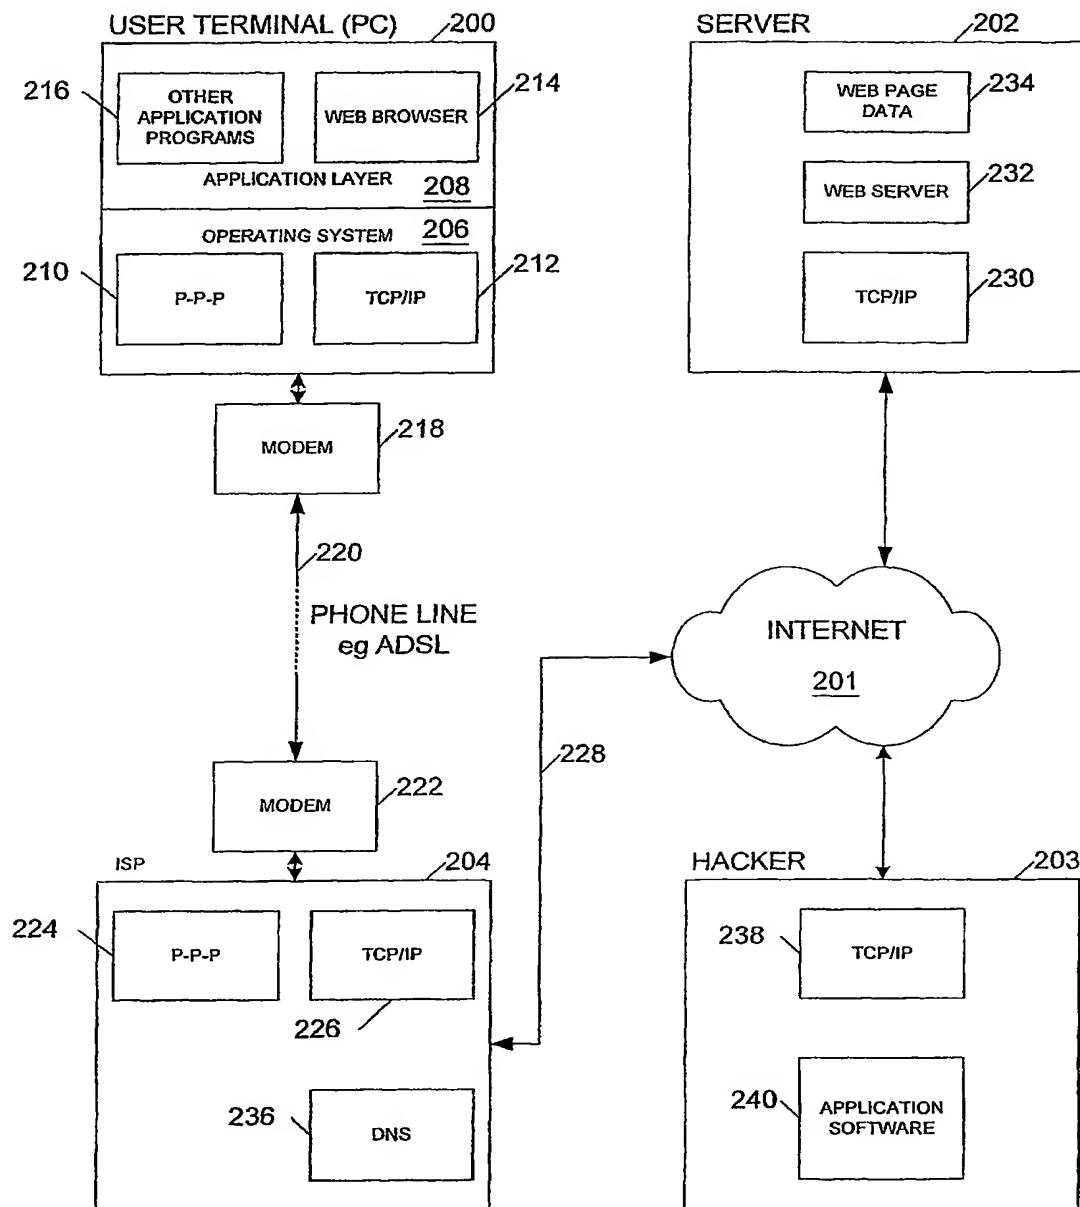 USER TERMINAL (PC)
200
216
OTHER
APPLICATION
PROGRAMS
WEB BROWSER
214
APPLICATION LAYER
208
OPERATING SYSTEM
206
210
P-P-P
TCP/IP
212
MODEM
218
220
PHONE LINE
eg ADSL
MODEM
222
ISP
204
224
P-P-P
TCP/IP
226
236
DNS
228
SERVER
202
WEB PAGE
DATA
234
WEB SERVER
232
TCP/IP
230
INTERNET
201
HACKER
203
238
TCP/IP
240
APPLICATION
SOFTWARE